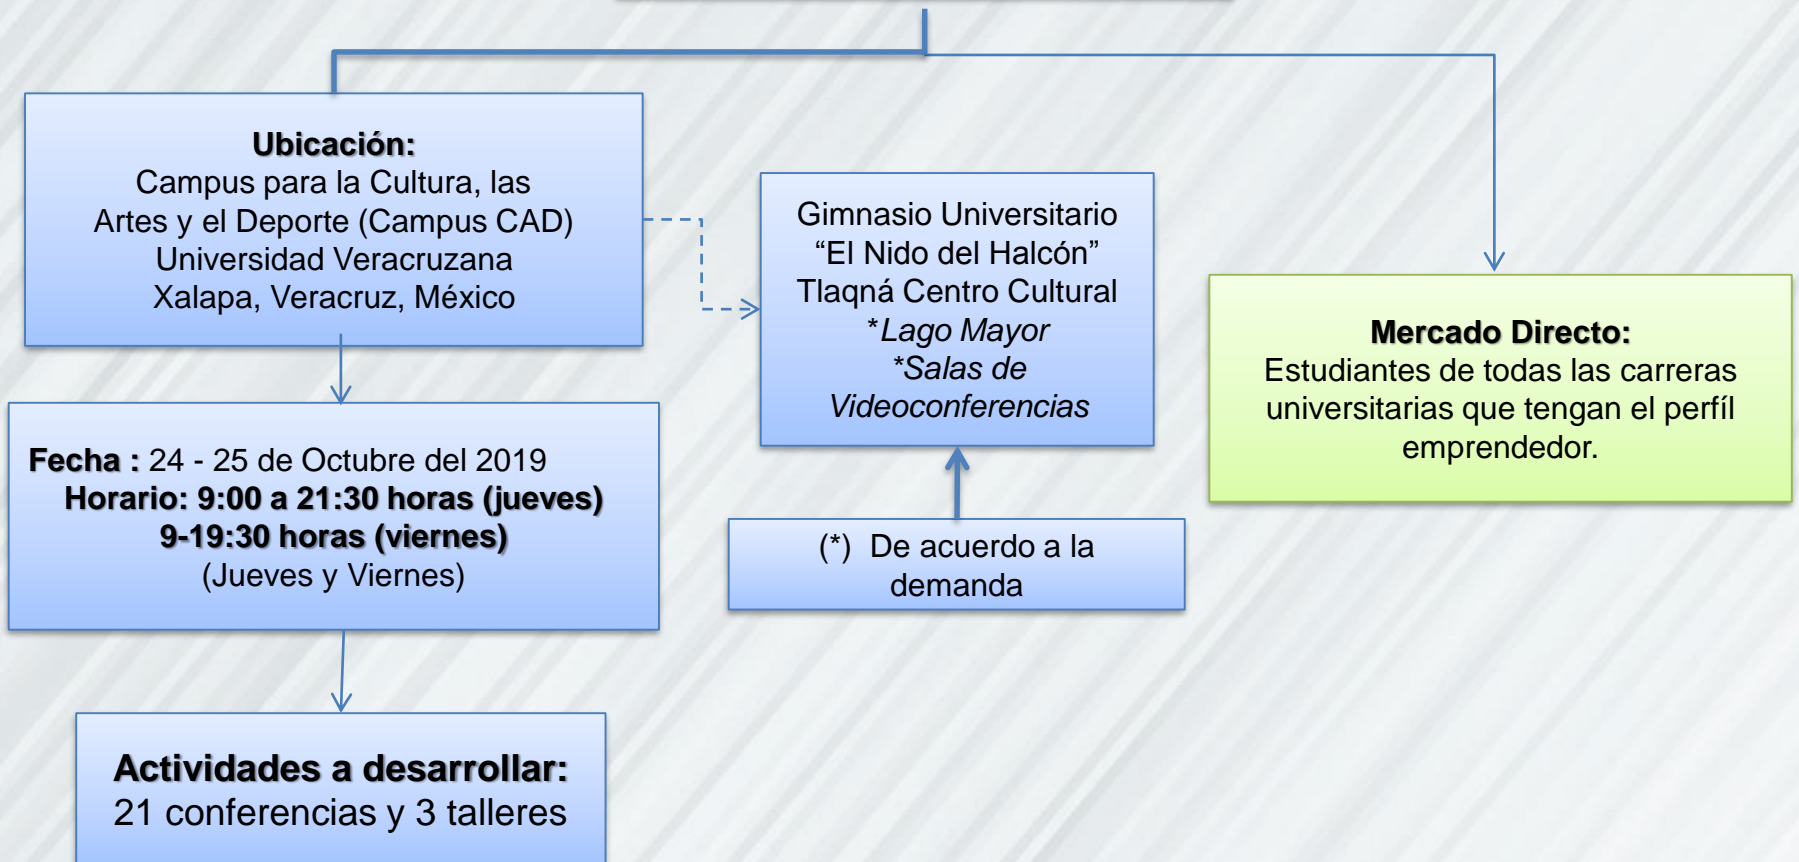 Ubicación:
Campus para la Cultura, las
Artes y el Deporte (Campus CAD)
Universidad Veracruzana
Xalapa, Veracruz, México
Gimnasio Universitario
“El Nido del Halcón”
Tlaqná Centro Cultural
*Lago Mayor
*Salas de
Videoconferencias
Mercado Directo:
Estudiantes de todas las carreras
universitarias que tengan el perfíl
emprendedor.
Fecha : 24 - 25 de Octubre del 2019
Horario: 9:00 a 21:30 horas (jueves)
9-19:30 horas (viernes)
(Jueves y Viernes)
(*) De acuerdo a la
demanda
Actividades a desarrollar:
21 conferencias y 3 talleres